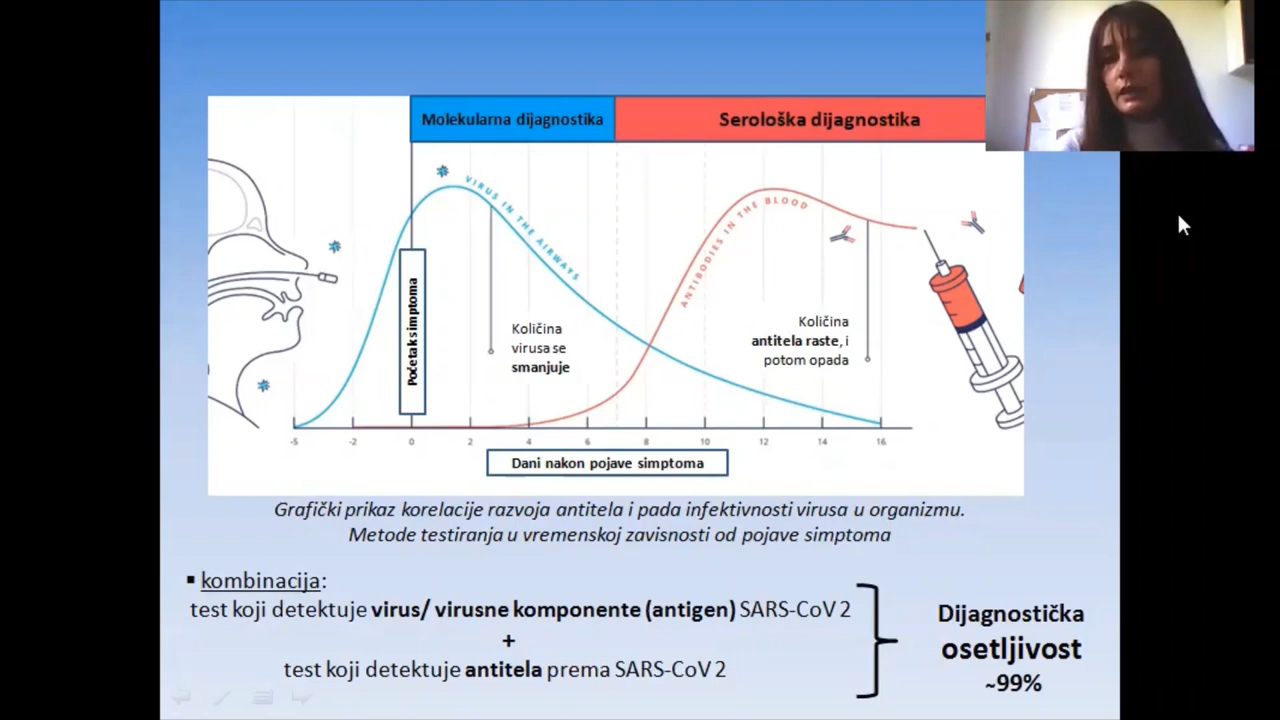 Molekularna dijagnostika
Serološka dijagnostika
VIRUS IN THE AIRWAYS
ANTIBODIES IN THE BLOOD
Početak simptoma
Količina
virusa se
smanjuje
Količina
antitela raste, i
potom opada
-5 -2 0 2 4 6 8 10 12 14 16
Dani nakon pojave simptoma
Grafički prikaz korelacije razvoja antitela i pada infektivnosti virusa u organizmu.
Metode testiranja u vremenskoj zavisnosti od pojave simptoma
▪ kombinacija:
test koji detektuje virus/ virusne komponente (antigen) SARS-CoV 2
+
test koji detektuje antitela prema SARS-CoV 2
Dijagnostička
osetljivost
~99%